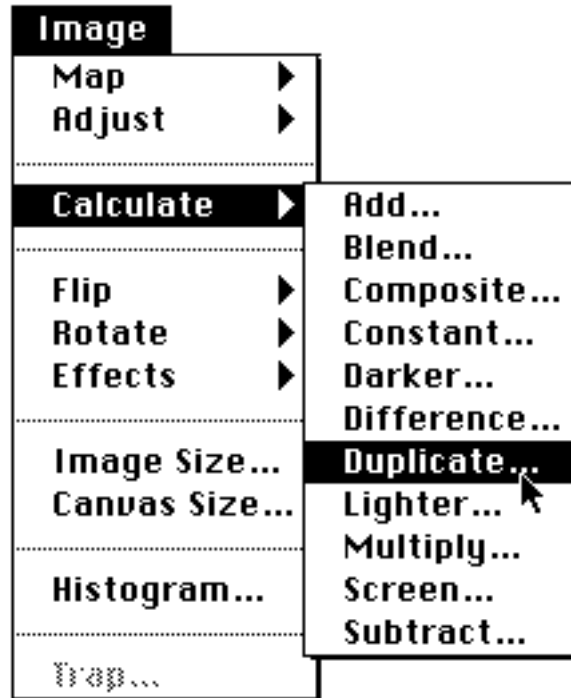 Image
Map
Adjust
Calculate
Flip
Rotate
Effects
Image Size...
Canvas Size...
Histogram...
Trap...
Add...
Blend...
Composite...
Constant...
Darker...
Difference...
Duplicate...
Lighter...
Multiply...
Screen...
Subtract...